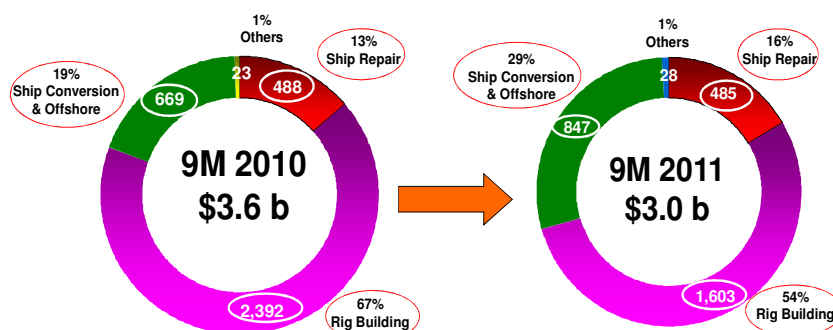 1%
Others
13%
Ship Repair
19%
Ship Conversion
& Offshore
23
488
669
9M 2010
$3.6 b
2,392
67%
Rig Building
1%
Others
16%
Ship Repair
29%
Ship Conversion
& Offshore
28
485
847
9M 2011
$3.0 b
1,603
54%
Rig Building